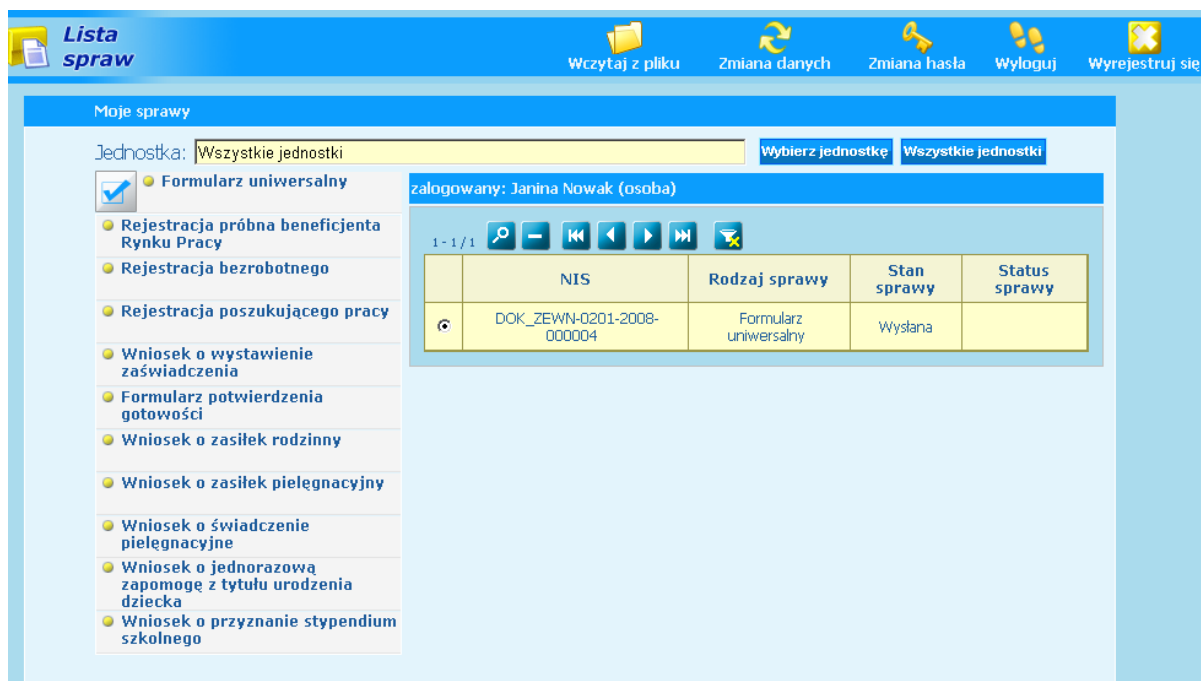 Lista
spraw
Wczytaj z pliku
Zmiana danych
Zmiana hasła
Wyloguj
Wyrejestruj się
Moje sprawy
Jednostka: Wszystkie jednostki
Wybierz jednostkę
Wszystkie jednostki
Formularz uniwersalny
Rejestracja próbna beneficjenta
Rynku Pracy
Rejestracja bezrobotnego
Rejestracja poszukującego pracy
Wniosek o wystawienie
zaświadczenia
Formularz potwierdzenia
gotowości
Wniosek o zasiłek rodzinny
Wniosek o zasiłek pielęgnacyjny
Wniosek o świadczenie
pielęgnacyjne
Wniosek o jednorazową
zapomogę z tytułu urodzenia
dziecka
Wniosek o przyznanie stypendium
szkolnego
zalogowany: Janina Nowak (osoba)
1 - 1 / 1
NIS
Rodzaj sprawy
Stan
sprawy
Status
sprawy
DOK_ZEWN-0201-2008-
000004
Formularz
uniwersalny
Wysłana